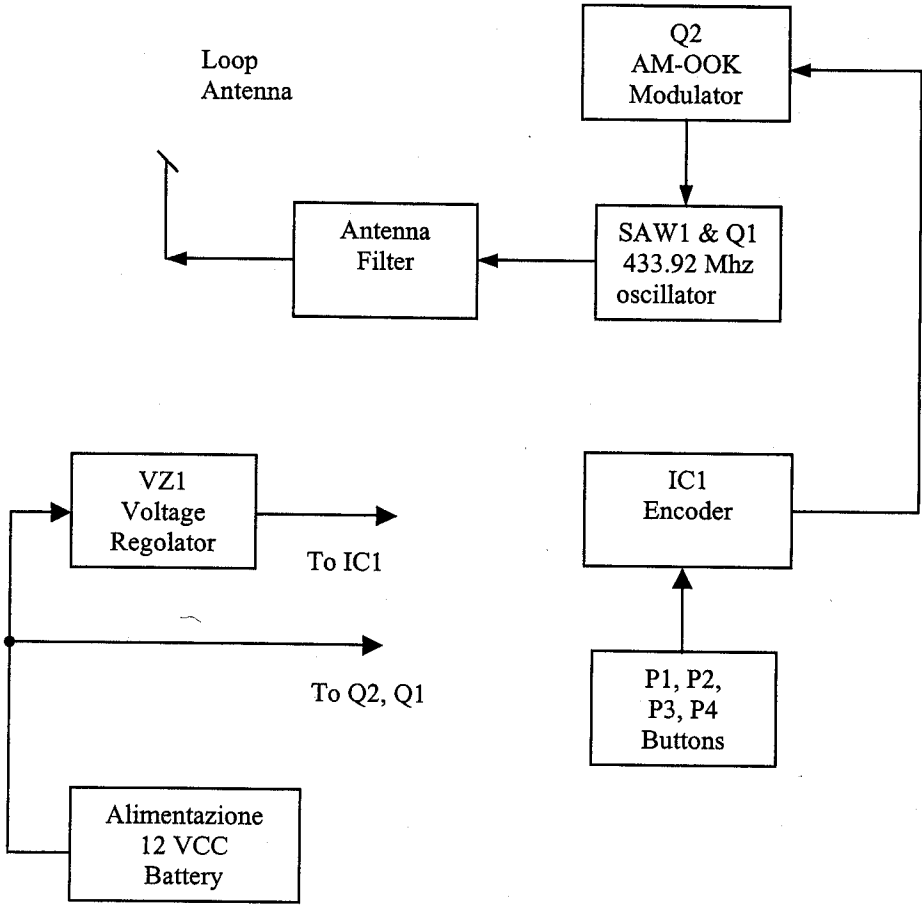 Loop
Antenna
Q2
AM-OOK
Modulator
Antenna
Filter
SAW1 & Q1
433.92 Mhz
oscillator
VZ1
Voltage
Regolator
To IC1
IC1
Encoder
To Q2, Q1
P1, P2,
P3, P4
Buttons
Alimentazione
12 VCC
Battery